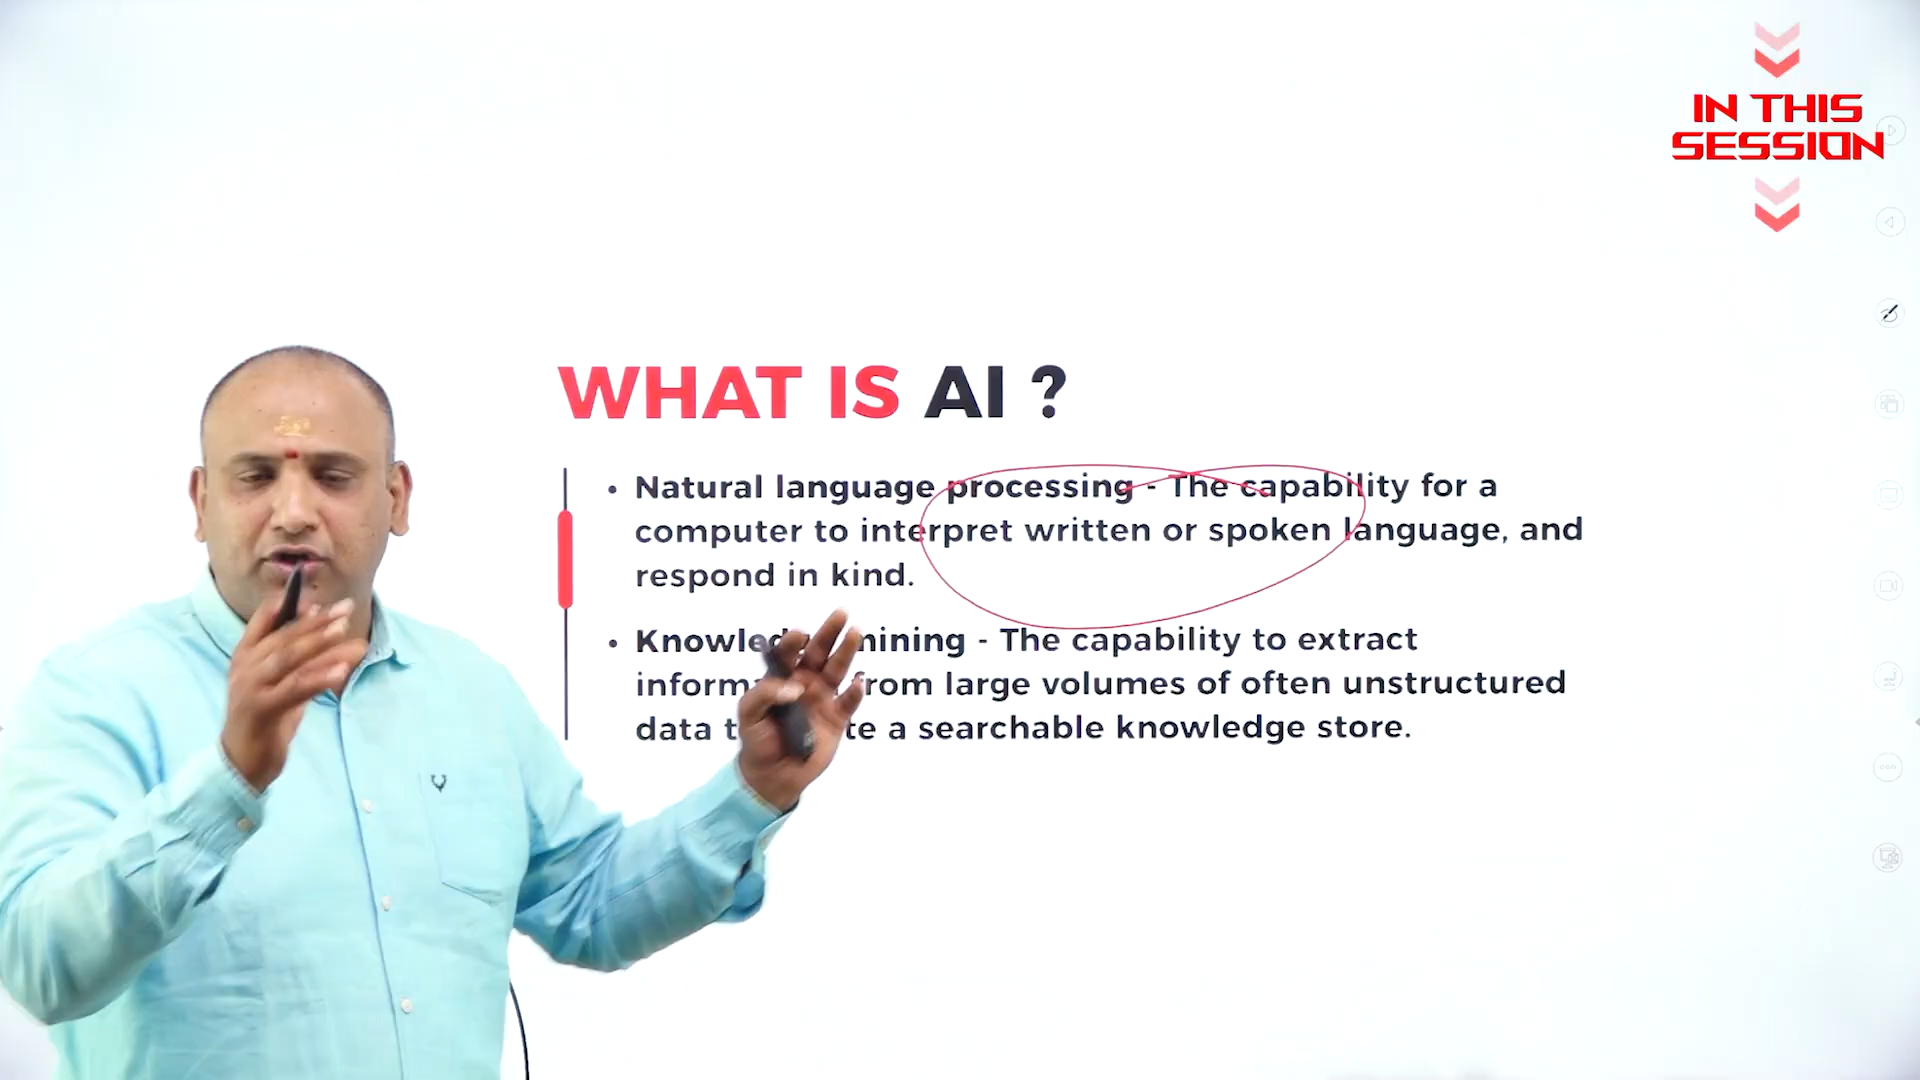 IN THIS
SESSION
WHAT IS AI ?
• Natural language processing - The capability for a
computer to interpret written or spoken language, and
respond in kind.
• mining - The capability to extract
from large volumes of often unstructured
data a searchable knowledge store.